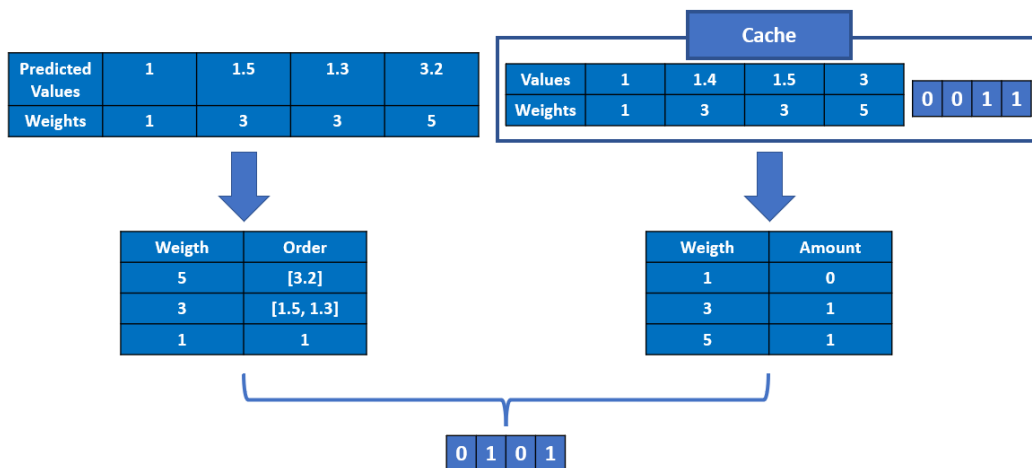 Cache
Predicted Values 1 1.5 1.3 3.2
Weights 1 3 3 5
Values 1 1.4 1.5 3
Weights 1 3 3 5
0 0 1 1
Weigth Order
5 [3.2]
3 [1.5, 1.3]
1 1
Weigth Amount
1 0
3 1
5 1
0 1 0 1